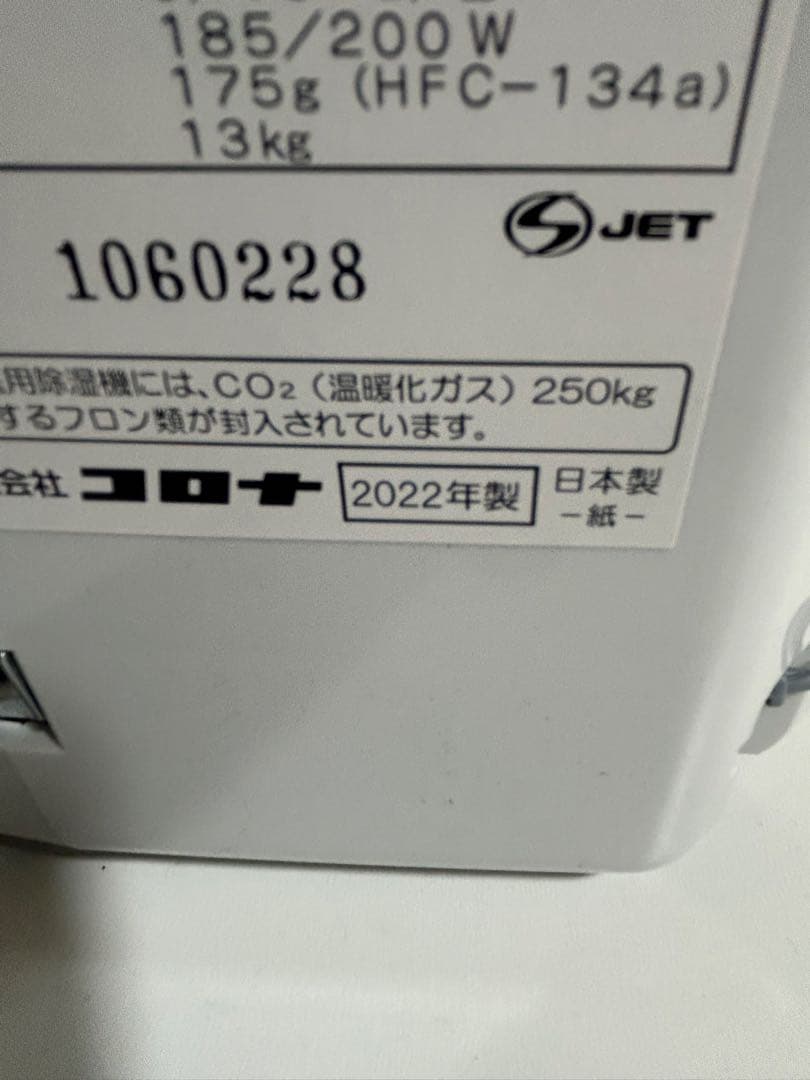 185/200W
175g (HFC-134a)
13kg
S JET
1060228
用除湿機には、CO₂（温暖化ガス）250kg
するフロン類が封入されています。
会社 コロナ 2022年製 日本製
－紙－